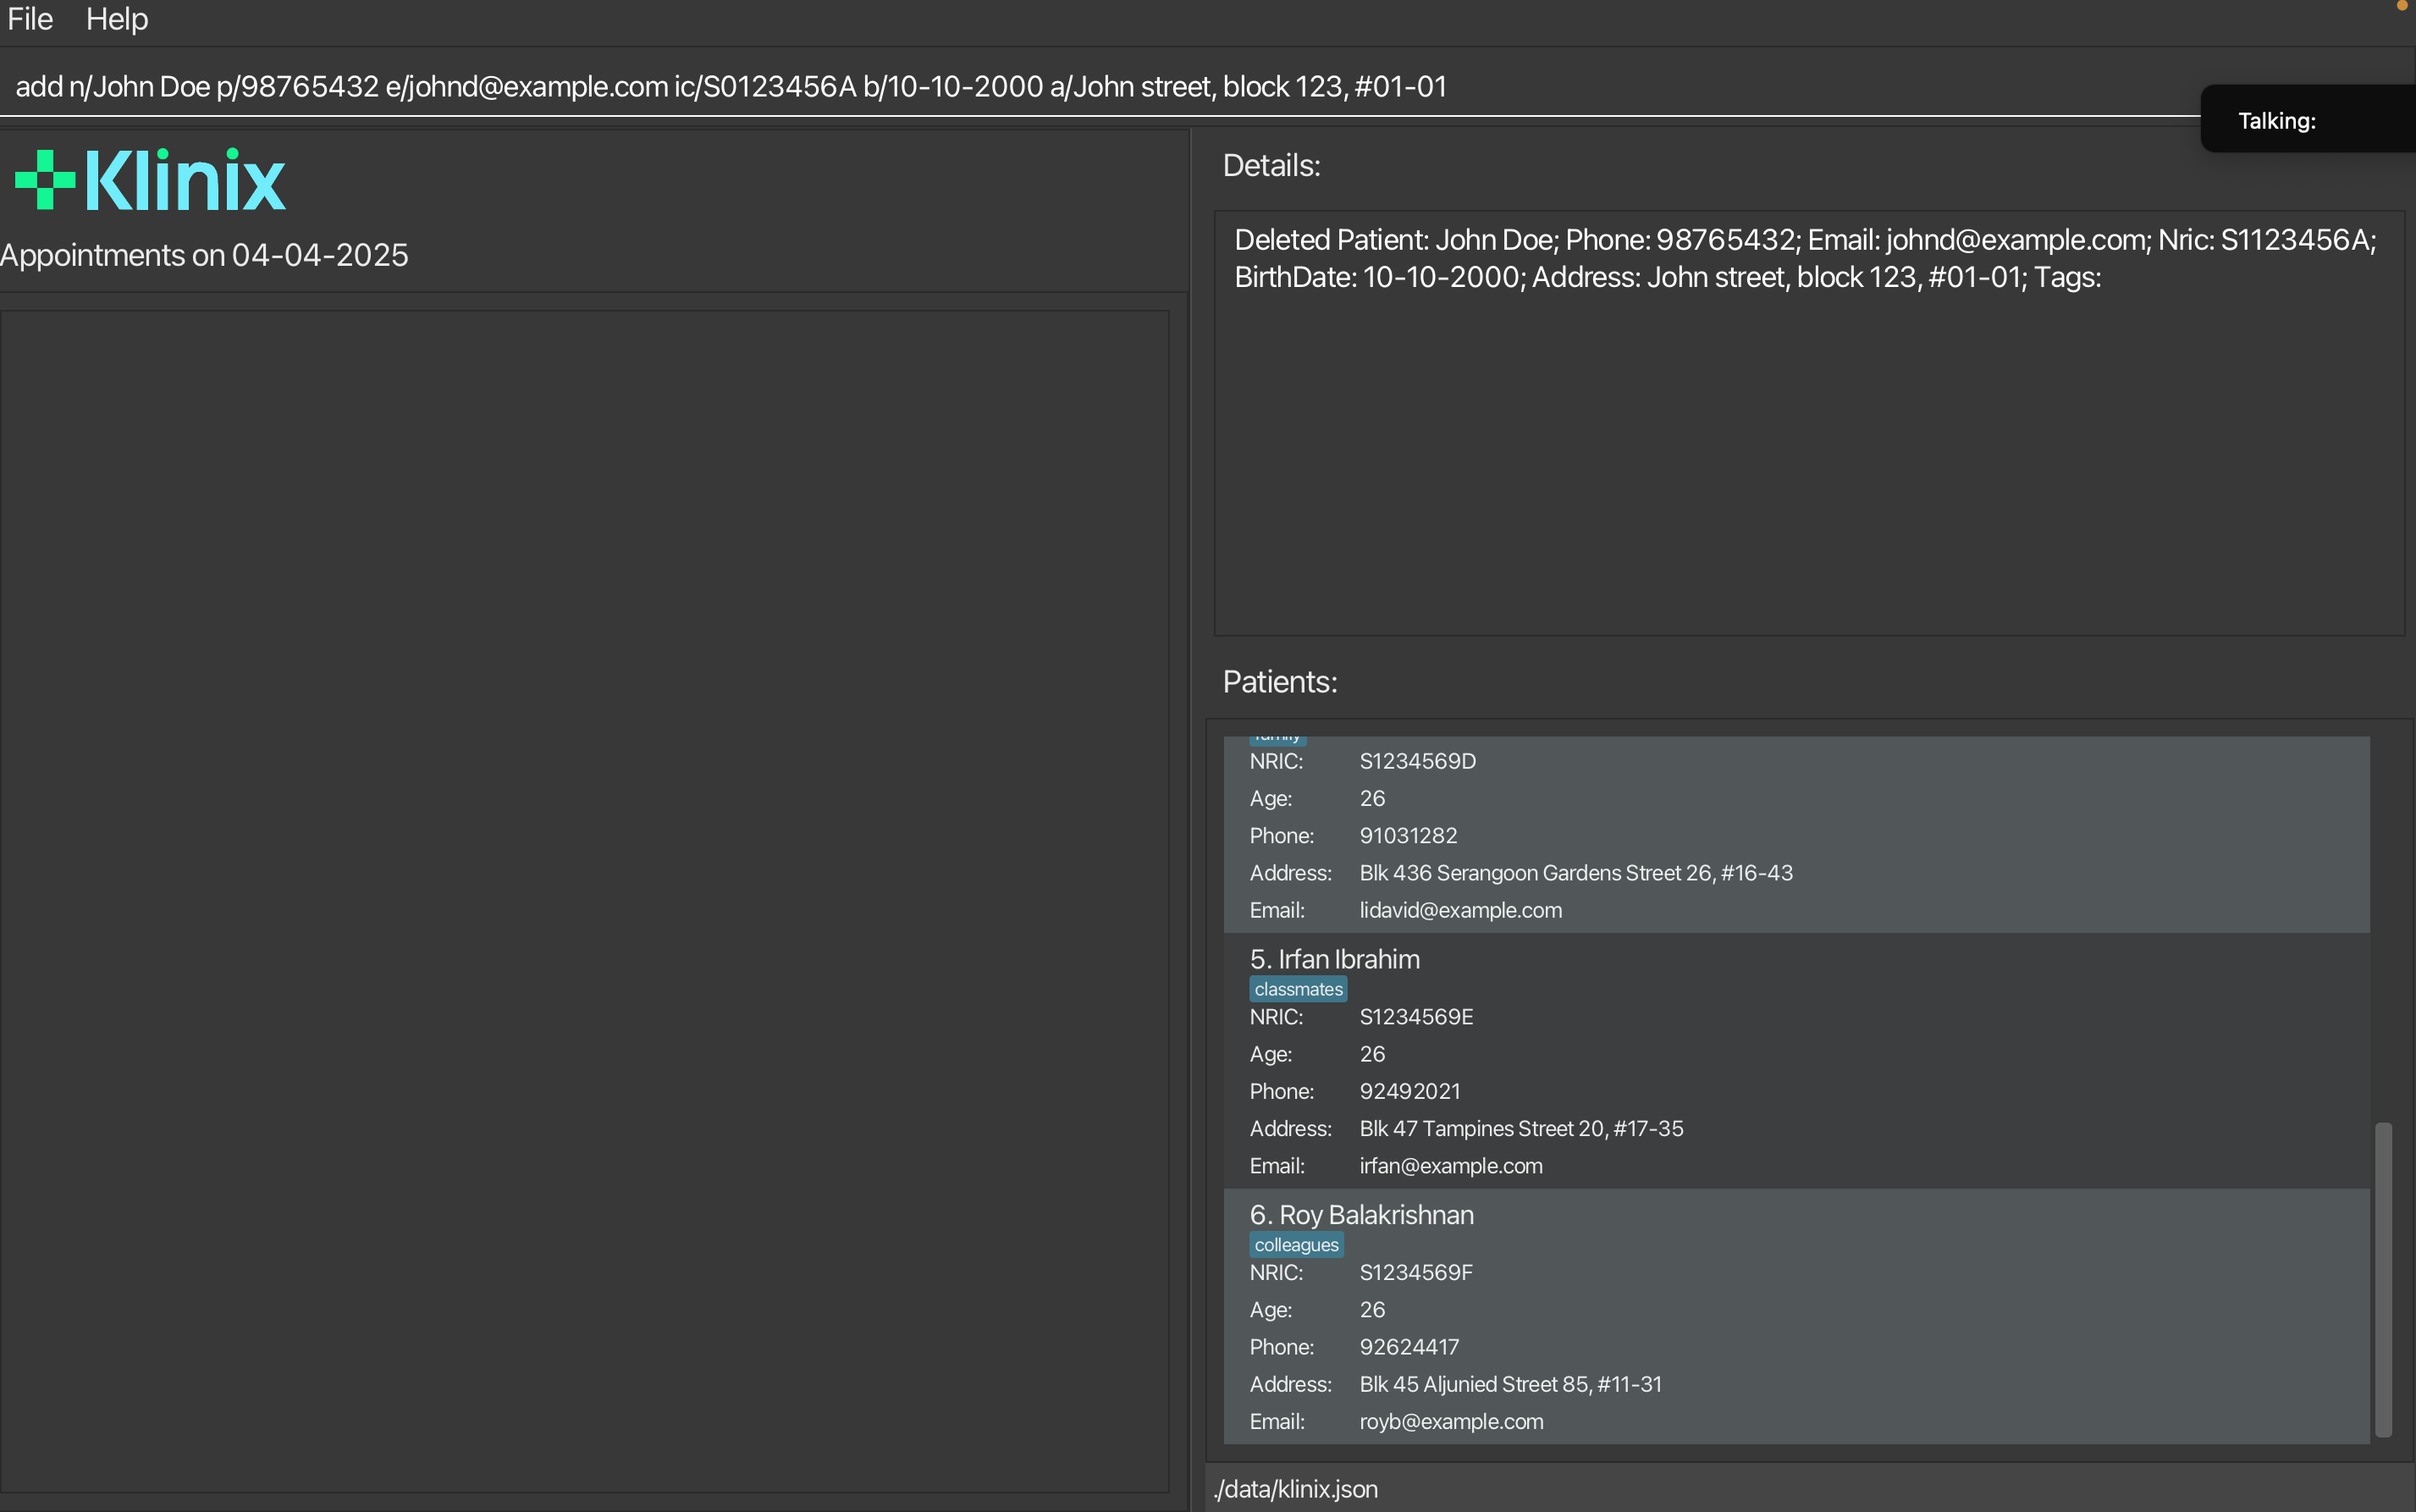 File Help
add n/John Doe p/98765432 e/johnd@example.com ic/S0123456A b/10-10-2000 a/John street, block 123, #01-01
Talking:
Klinix
Appointments on 04-04-2025
Details:
Deleted Patient: John Doe; Phone: 98765432; Email: johnd@example.com; Nric: S1123456A;
BirthDate: 10-10-2000; Address: John street, block 123, #01-01; Tags:
Patients:
family
NRIC: S1234569D
Age: 26
Phone: 91031282
Address: Blk 436 Serangoon Gardens Street 26, #16-43
Email: lidavid@example.com
5. Irfan Ibrahim
classmates
NRIC: S1234569E
Age: 26
Phone: 92492021
Address: Blk 47 Tampines Street 20, #17-35
Email: irfan@example.com
6. Roy Balakrishnan
colleagues
NRIC: S1234569F
Age: 26
Phone: 92624417
Address: Blk 45 Aljunied Street 85, #11-31
Email: royb@example.com
./data/klinix.json